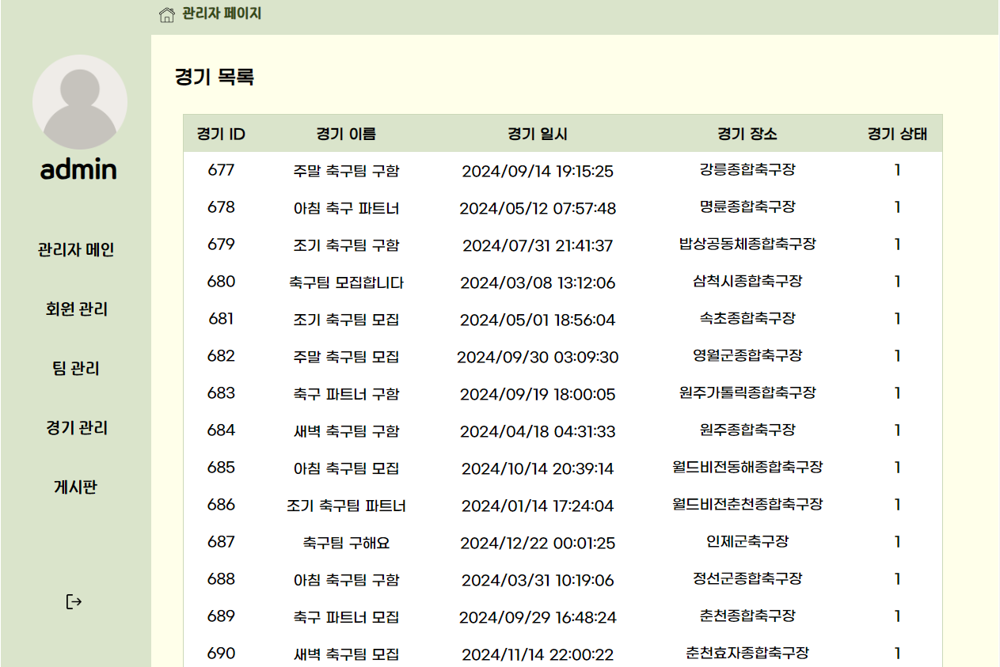 관리자 페이지
admin
관리자 메인
회원 관리
팀 관리
경기 관리
게시판
경기 목록
경기 ID 경기 이름 경기 일시 경기 장소 경기 상태
677 주말 축구팀 구함 2024/09/14 19:15:25 강릉종합축구장 1
678 아침 축구 파트너 2024/05/12 07:57:48 명륜종합축구장 1
679 조기 축구팀 구함 2024/07/31 21:41:37 밥상공동체종합축구장 1
680 축구팀 모집합니다 2024/03/08 13:12:06 삼척시종합축구장 1
681 조기 축구팀 모집 2024/05/01 18:56:04 속초종합축구장 1
682 주말 축구팀 모집 2024/09/30 03:09:30 영월군종합축구장 1
683 축구 파트너 구함 2024/09/19 18:00:05 원주가톨릭종합축구장 1
684 새벽 축구팀 구함 2024/04/18 04:31:33 원주종합축구장 1
685 아침 축구팀 모집 2024/10/14 20:39:14 월드비전동해종합축구장 1
686 조기 축구팀 파트너 2024/01/14 17:24:04 월드비전춘천종합축구장 1
687 축구팀 구해요 2024/12/22 00:01:25 인제군축구장 1
688 아침 축구팀 구함 2024/03/31 10:19:06 정선군종합축구장 1
689 축구 파트너 모집 2024/09/29 16:48:24 춘천종합축구장 1
690 새벽 축구팀 모집 2024/11/14 22:00:22 춘천효자종합축구장 1